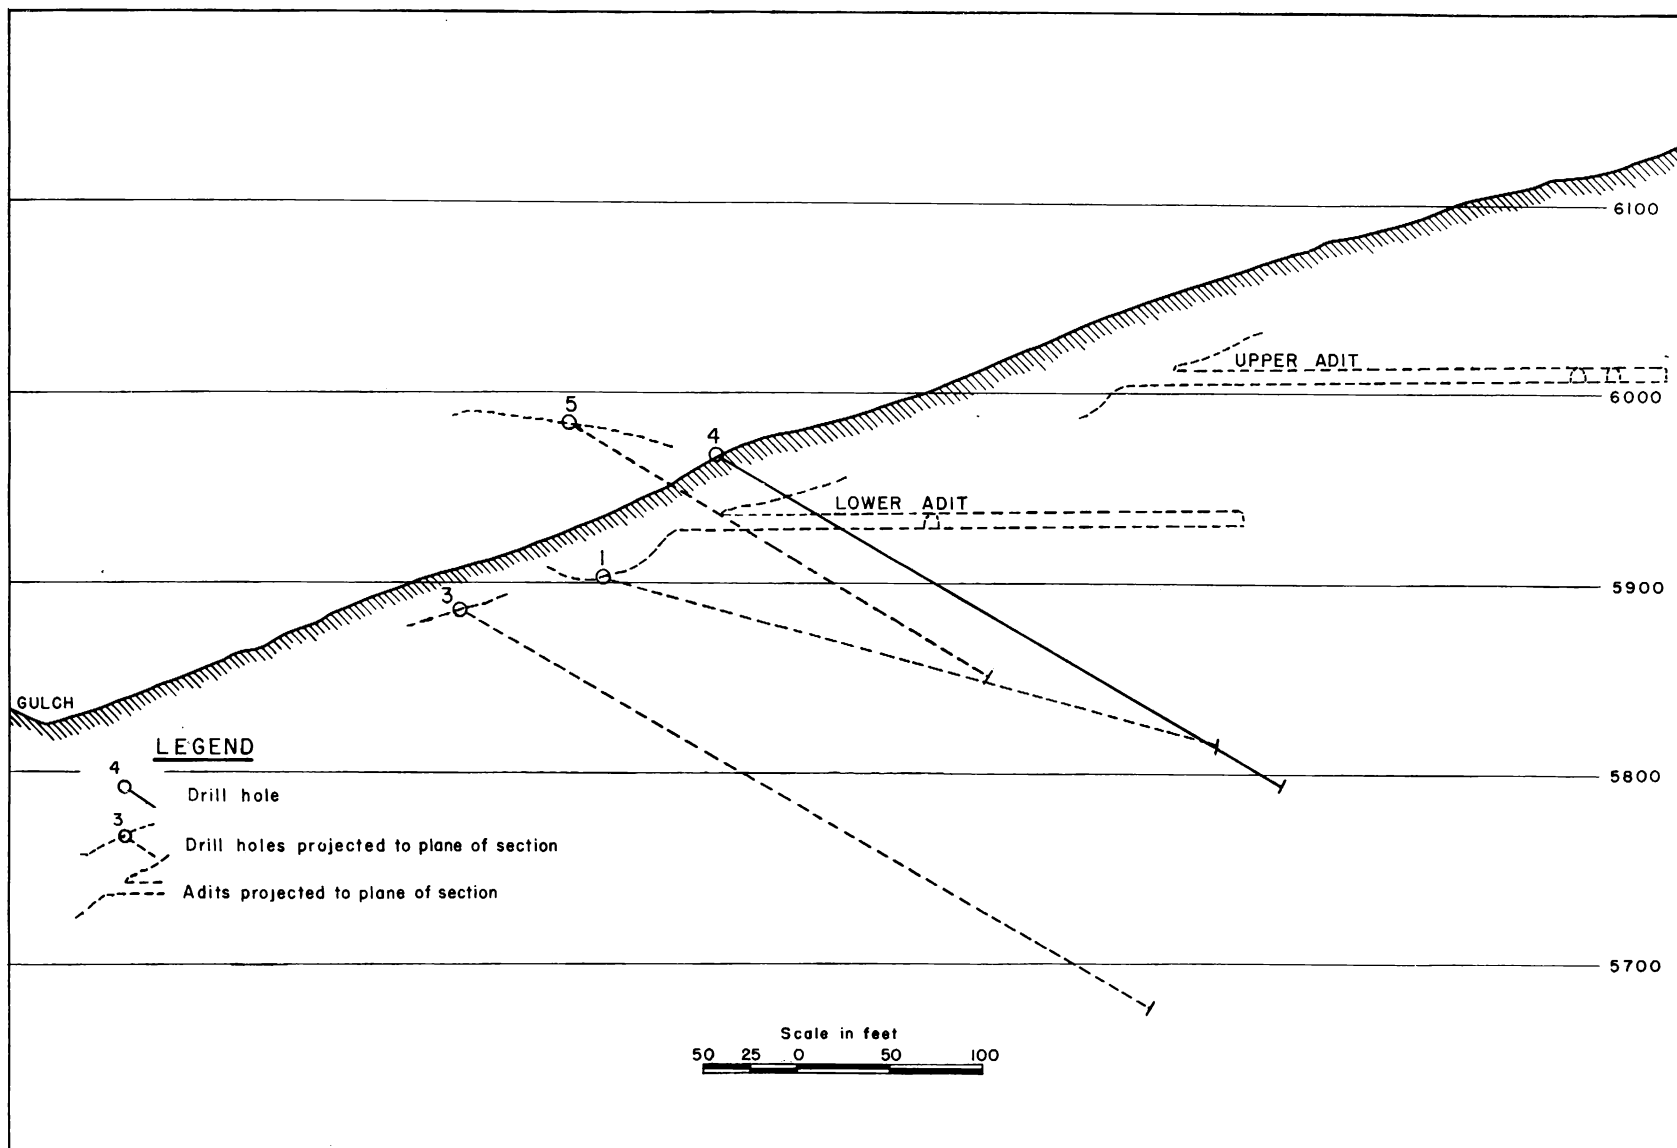 6100
UPPER ADIT
6000
5
4
LOWER ADIT
1
5900
3
GULCH
LEGEND
4
Drill hole
5800
3
Drill holes projected to plane of section
Adits projected to plane of section
5700
Scale in feet
50 25 0 50 100